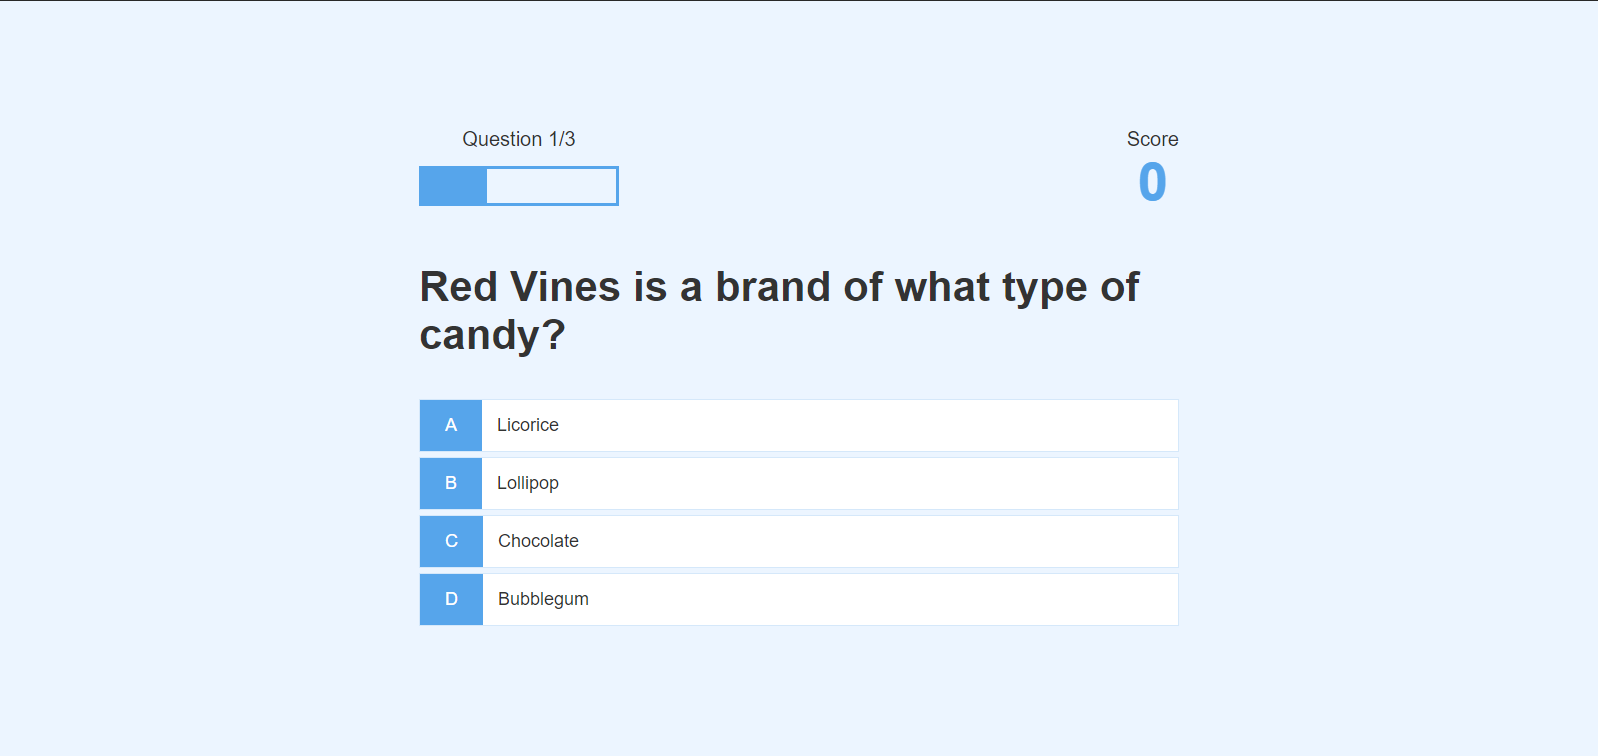 Question 1/3
Score
0
Red Vines is a brand of what type of
candy?
A Licorice
B Lollipop
C Chocolate
D Bubblegum